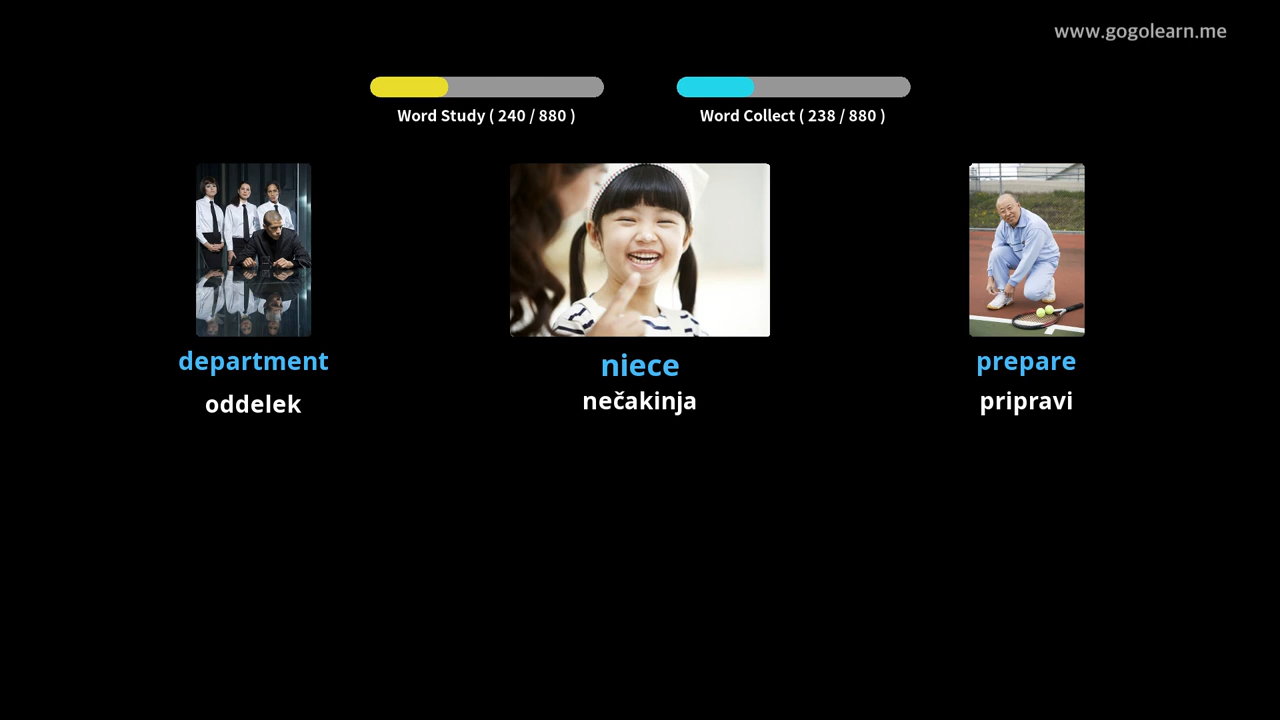 www.gogolearn.me
Word Study ( 240 / 880 )
Word Collect ( 238 / 880 )
department
niece
prepare
oddelek
nečakinja
pripravi